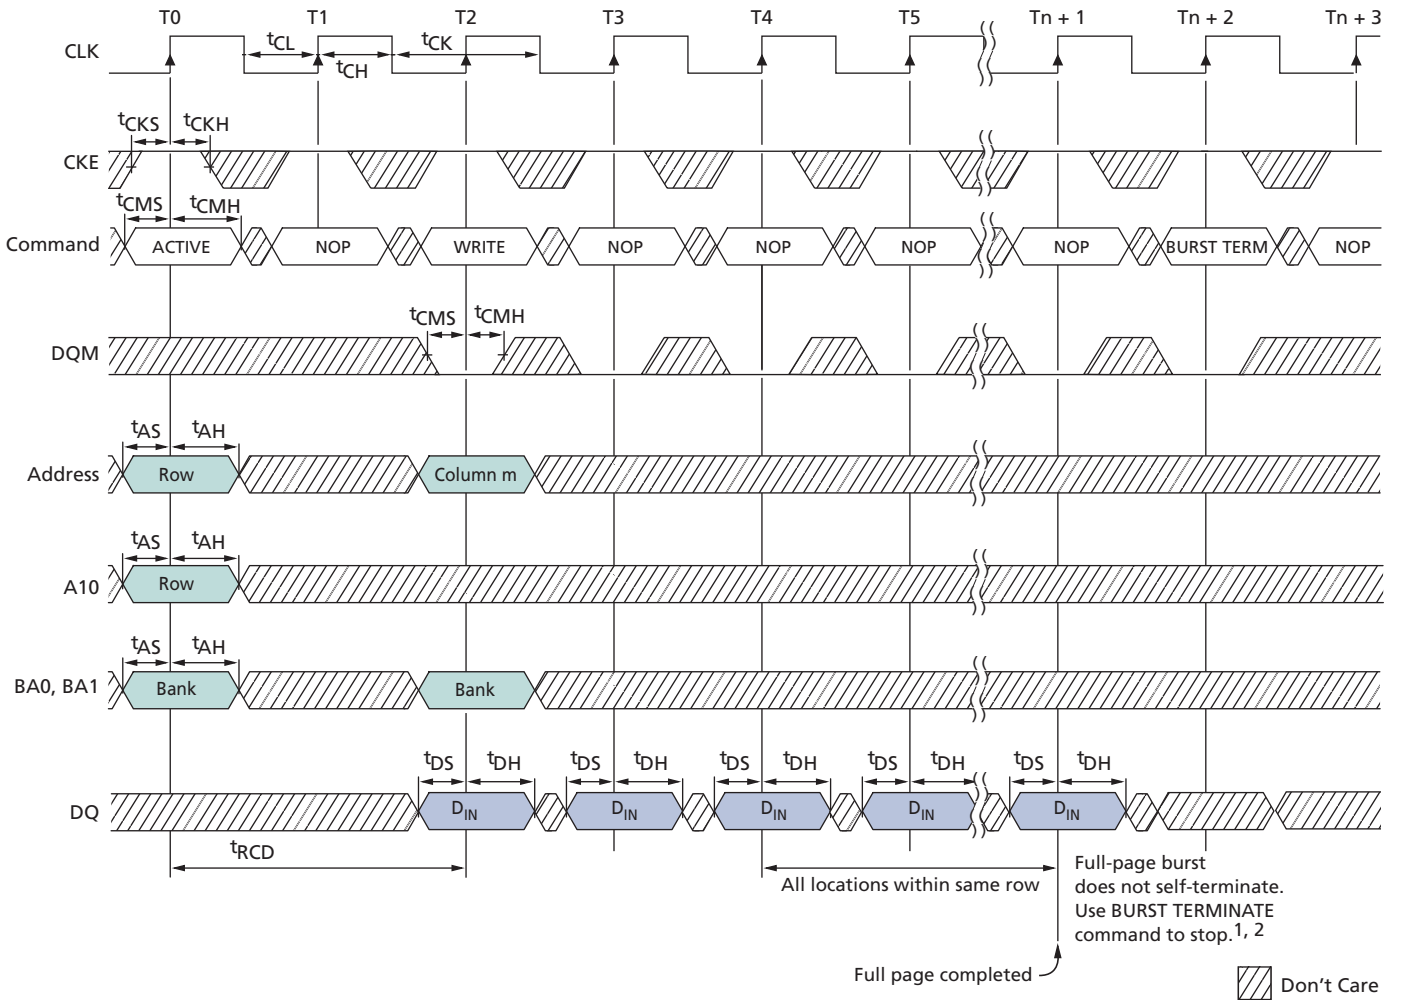 T0 T1 T2 T3 T4 T5 Tn + 1 Tn + 2 Tn + 3
CLK
tCL tCK
tCH
tCKS tCKH
CKE
tCMS tCMH
Command ACTIVE NOP WRITE NOP NOP NOP NOP BURST TERM NOP
tCMS tCMH
DQM
tAS tAH
Address Row Column m
tAS tAH
A10 Row
tAS tAH
BA0, BA1 Bank Bank
tDS tDH tDS tDH tDS tDH tDS tDH tDS tDH
DQ DIN DIN DIN DIN DIN
tRCD
All locations within same row
Full-page burst
does not self-terminate.
Use BURST TERMINATE
command to stop.1, 2
Full page completed
Don't Care